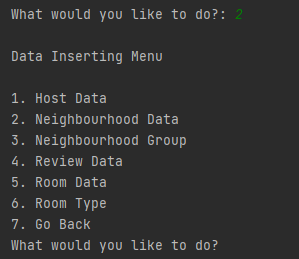 What would you like to do?: 2
Data Inserting Menu
1. Host Data
2. Neighbourhood Data
3. Neighbourhood Group
4. Review Data
5. Room Data
6. Room Type
7. Go Back
What would you like to do?